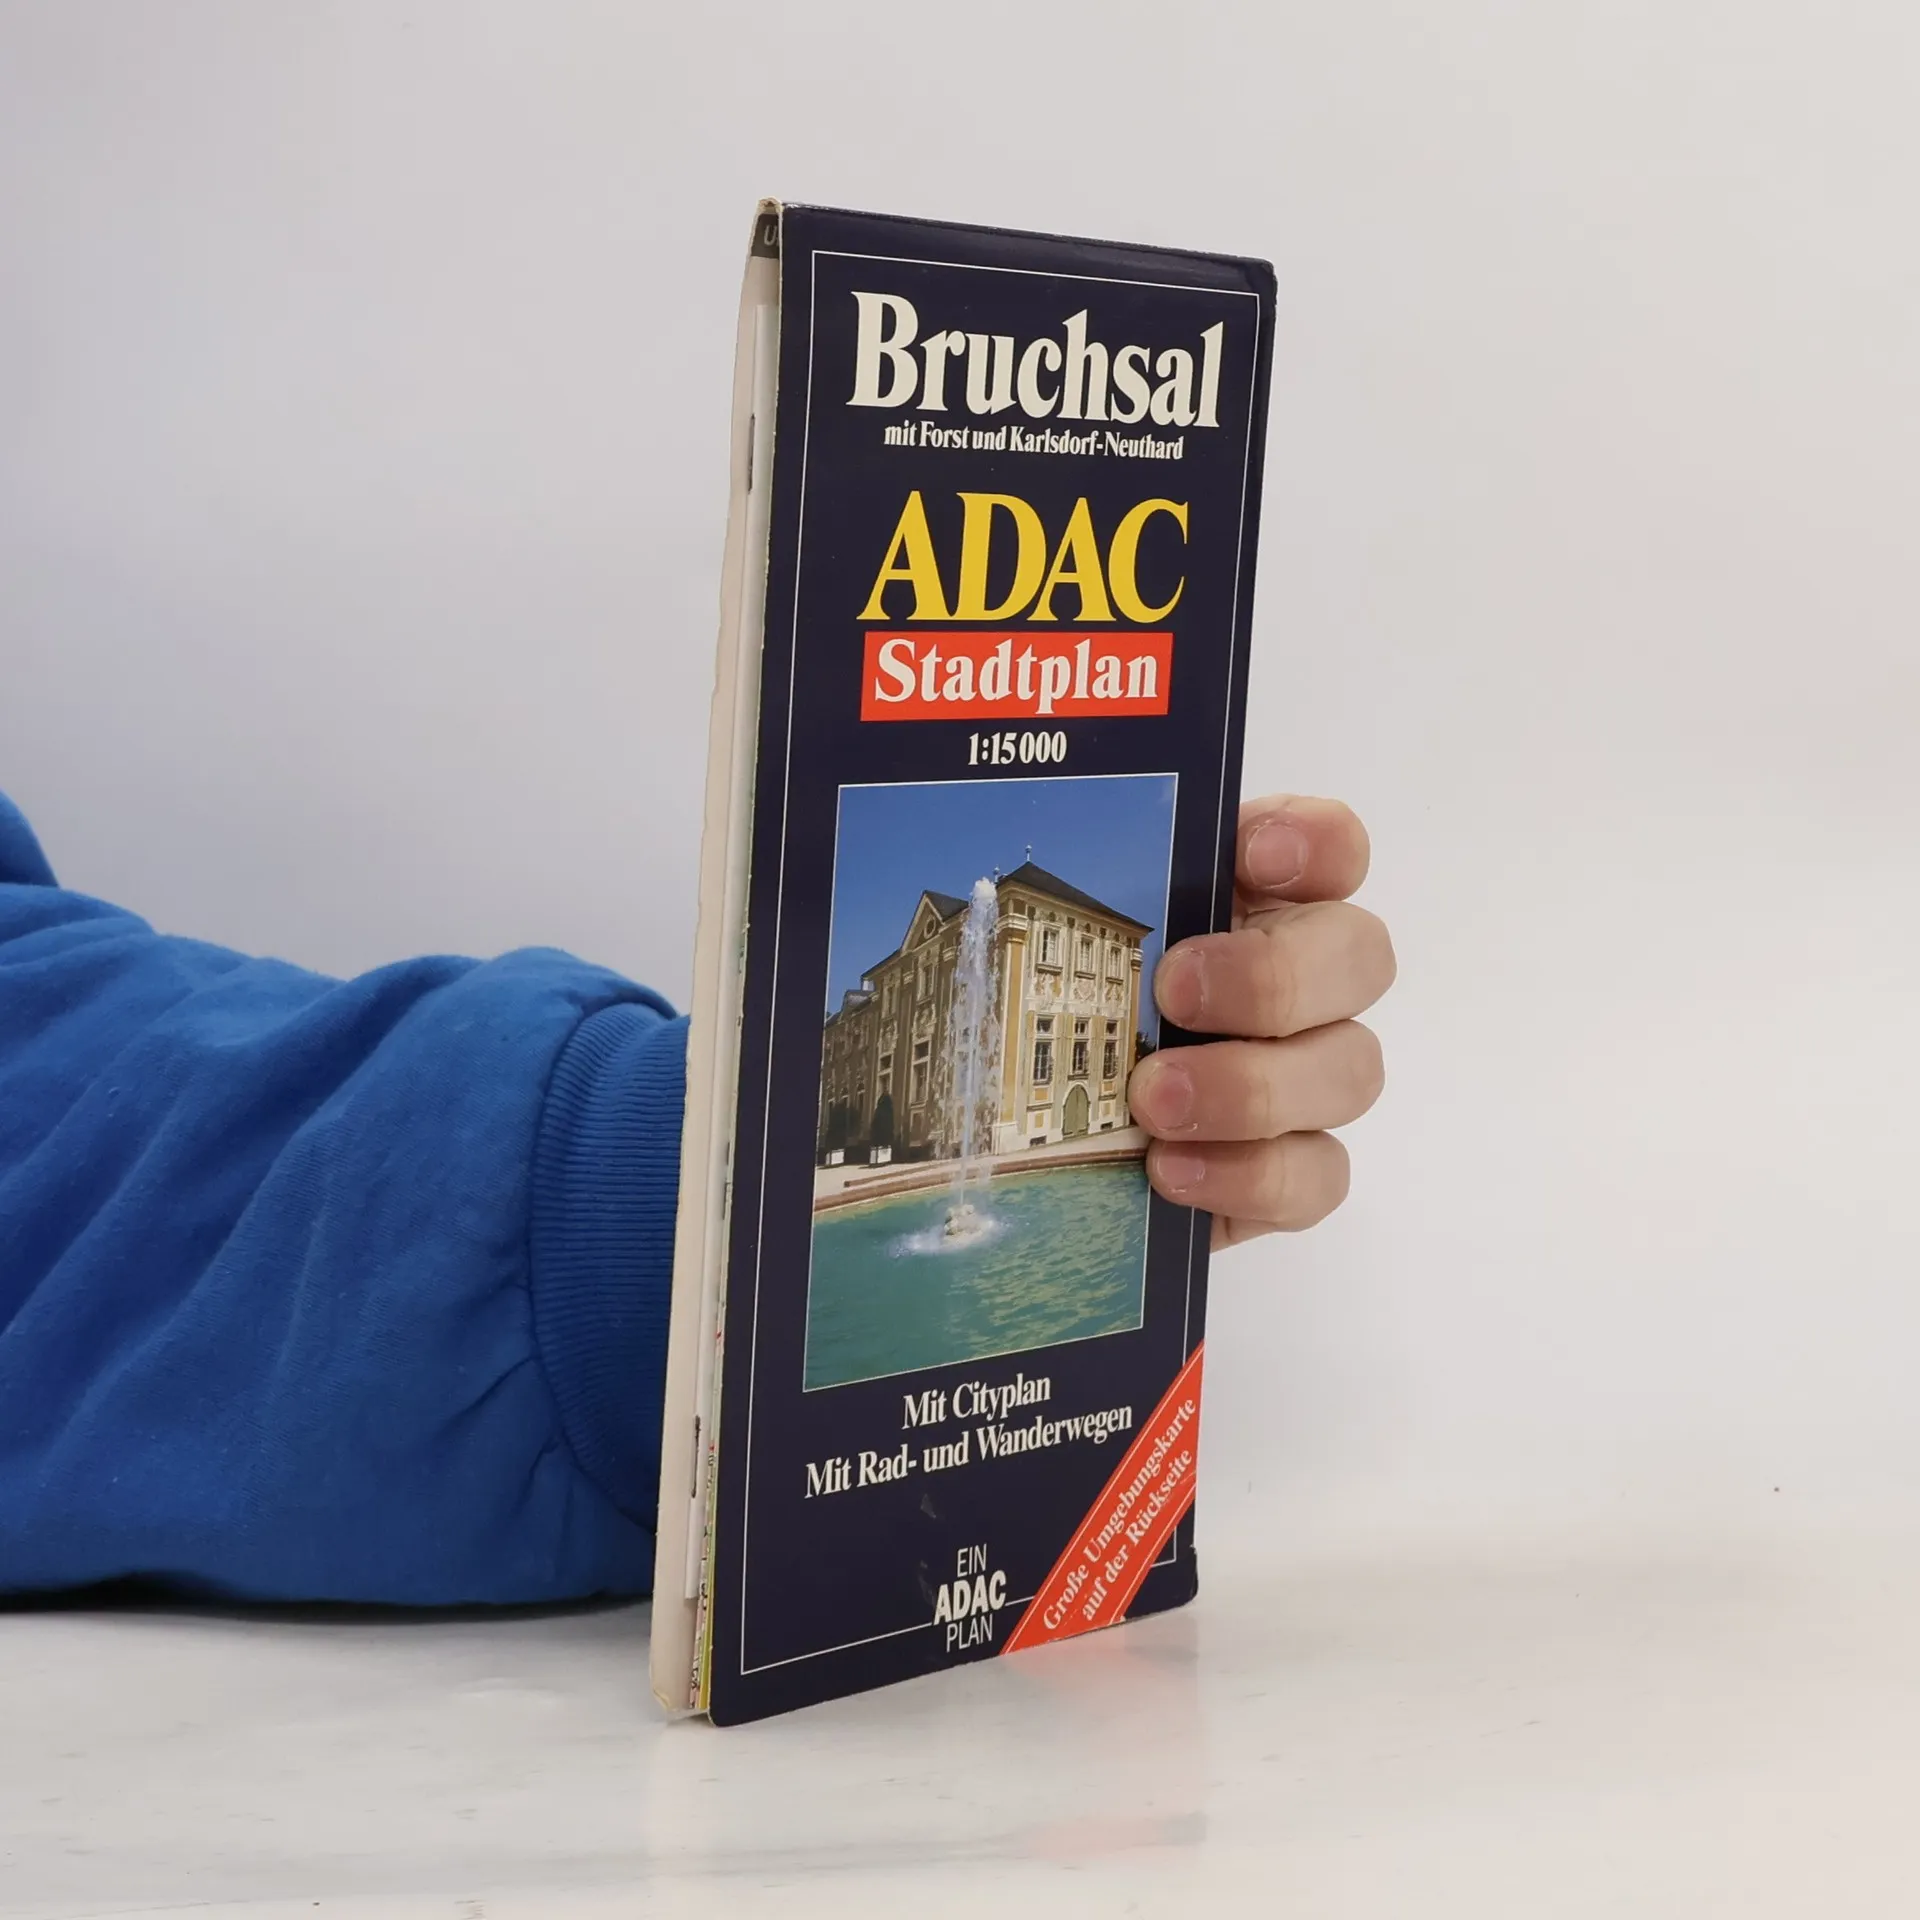 Bruchsal
mit Forst und Karlsdorf-Neuthard
ADAC
Stadtplan
1:15 000
Mit Cityplan
Mit Rad- und Wanderwegen
Große Umgebungskarte
auf der Rückseite
EIN
ADAC
PLAN